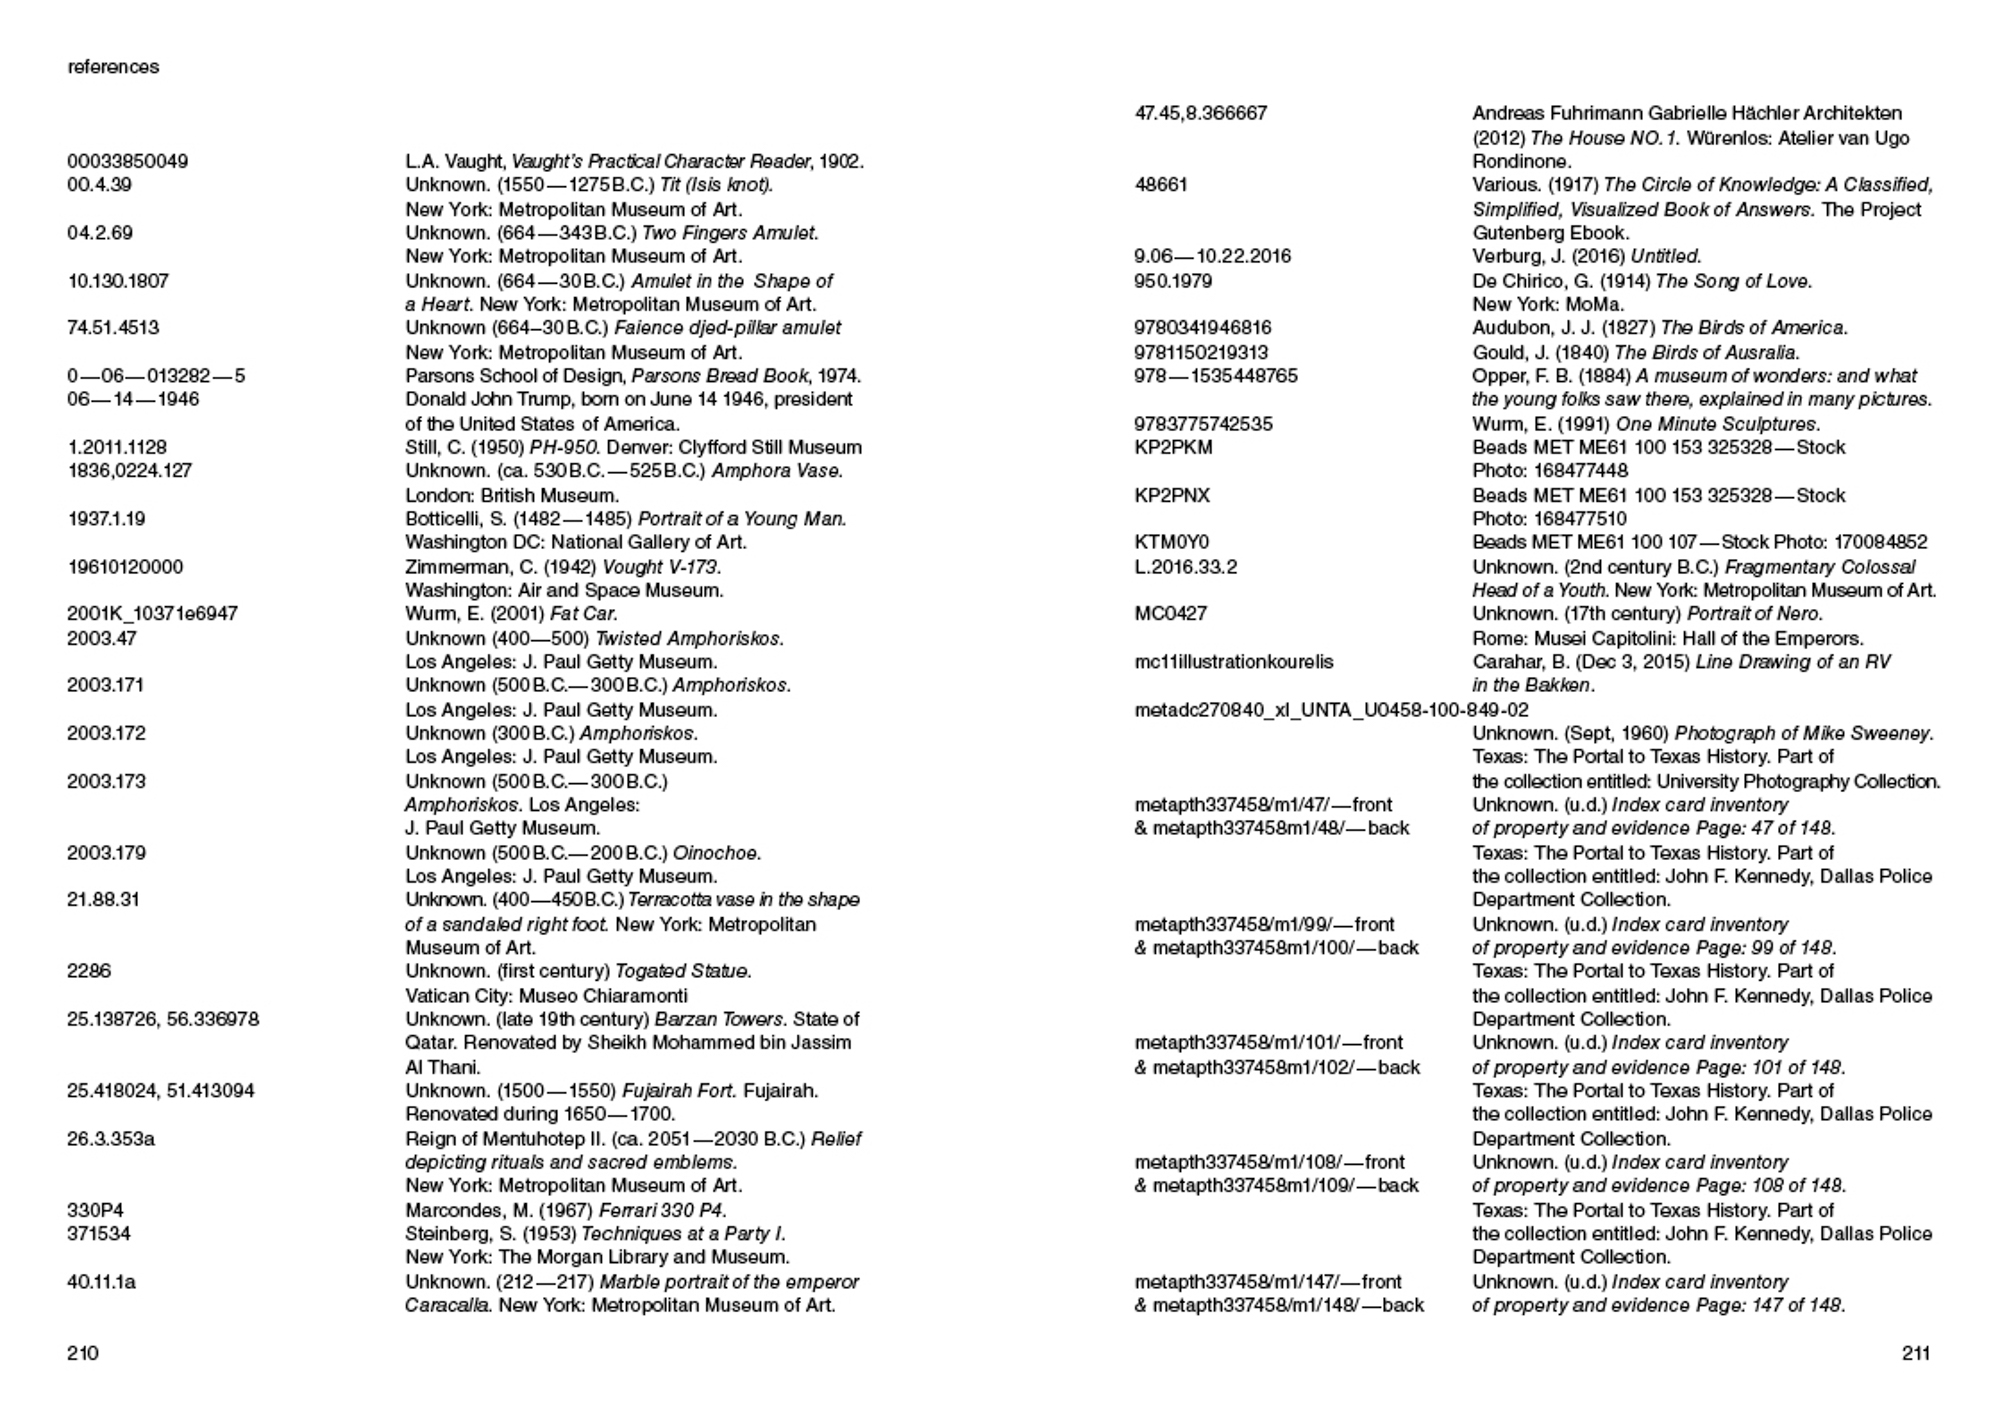 references
00033850049 L.A. Vaught, Vaught's Practical Character Reader, 1902.
00.4.39 Unknown. (1550—1275 B.C.) Tit (Isis knot).
New York: Metropolitan Museum of Art.
04.2.69 Unknown. (664—343 B.C.) Two Fingers Amulet.
New York: Metropolitan Museum of Art.
10.130.1807 Unknown. (664—30 B.C.) Amulet in the Shape of
a Heart. New York: Metropolitan Museum of Art.
74.51.4513 Unknown (664–30 B.C.) Faience djed-pillar amulet
New York: Metropolitan Museum of Art.
0—06—013282—5 Parsons School of Design, Parsons Bread Book, 1974.
06—14—1946 Donald John Trump, born on June 14 1946, president
of the United States of America.
1.2011.1128 Still, C. (1950) PH-950. Denver: Clyfford Still Museum
1836,0224.127 Unknown. (ca. 530 B.C.—525 B.C.) Amphora Vase.
London: British Museum.
1937.1.19 Botticelli, S. (1482—1485) Portrait of a Young Man.
Washington DC: National Gallery of Art.
19610120000 Zimmerman, C. (1942) Vought V-173.
Washington: Air and Space Museum.
2001K_10371e6947 Wurm, E. (2001) Fat Car.
2003.47 Unknown (400—500) Twisted Amphoriskos.
Los Angeles: J. Paul Getty Museum.
2003.171 Unknown (500 B.C.—300 B.C.) Amphoriskos.
Los Angeles: J. Paul Getty Museum.
2003.172 Unknown (300 B.C.) Amphoriskos.
Los Angeles: J. Paul Getty Museum.
2003.173 Unknown (500 B.C.—300 B.C.)
Amphoriskos. Los Angeles:
J. Paul Getty Museum.
2003.179 Unknown (500 B.C.—200 B.C.) Oinochoe.
Los Angeles: J. Paul Getty Museum.
21.88.31 Unknown. (400—450 B.C.) Terracotta vase in the shape
of a sandaled right foot. New York: Metropolitan
Museum of Art.
2286 Unknown. (first century) Togated Statue.
Vatican City: Museo Chiaramonti
25.138726, 56.336978 Unknown. (late 19th century) Barzan Towers. State of
Qatar. Renovated by Sheikh Mohammed bin Jassim
Al Thani.
25.418024, 51.413094 Unknown. (1500—1550) Fujairah Fort. Fujairah.
Renovated during 1650—1700.
26.3.353a Reign of Mentuhotep II. (ca. 2051—2030 B.C.) Relief
depicting rituals and sacred emblems.
New York: Metropolitan Museum of Art.
330P4 Marcondes, M. (1967) Ferrari 330 P4.
371534 Steinberg, S. (1953) Techniques at a Party I.
New York: The Morgan Library and Museum.
40.11.1a Unknown. (212—217) Marble portrait of the emperor
Caracalla. New York: Metropolitan Museum of Art.
210
47.45,8.366667 Andreas Fuhrimann Gabrielle Hächler Architekten
(2012) The House NO. 1. Würenlos: Atelier van Ugo
Rondinone.
48661 Various. (1917) The Circle of Knowledge: A Classified,
Simplified, Visualized Book of Answers. The Project
Gutenberg Ebook.
9.06—10.22.2016 Verburg, J. (2016) Untitled.
950.1979 De Chirico, G. (1914) The Song of Love.
New York: MoMa.
9780341946816 Audubon, J. J. (1827) The Birds of America.
9781150219313 Gould, J. (1840) The Birds of Ausralia.
978—1535448765 Opper, F. B. (1884) A museum of wonders: and what
the young folks saw there, explained in many pictures.
9783775742535 Wurm, E. (1991) One Minute Sculptures.
KP2PKM Beads MET ME61 100 153 325328—Stock
Photo: 168477448
KP2PNX Beads MET ME61 100 153 325328—Stock
Photo: 168477510
KTM0Y0 Beads MET ME61 100 107—Stock Photo: 170084852
L.2016.33.2 Unknown. (2nd century B.C.) Fragmentary Colossal
Head of a Youth. New York: Metropolitan Museum of Art.
MC0427 Unknown. (17th century) Portrait of Nero.
Rome: Musei Capitolini: Hall of the Emperors.
mc11illustrationkourelis Carahar, B. (Dec 3, 2015) Line Drawing of an RV
in the Bakken.
metadc270840_xl_UNTA_U0458-100-849-02
Unknown. (Sept, 1960) Photograph of Mike Sweeney.
Texas: The Portal to Texas History. Part of
the collection entitled: University Photography Collection.
metapth337458/m1/47/—front Unknown. (u.d.) Index card inventory
& metapth337458m1/48/—back of property and evidence Page: 47 of 148.
Texas: The Portal to Texas History. Part of
the collection entitled: John F. Kennedy, Dallas Police
Department Collection.
metapth337458/m1/99/—front Unknown. (u.d.) Index card inventory
& metapth337458m1/100/—back of property and evidence Page: 99 of 148.
Texas: The Portal to Texas History. Part of
the collection entitled: John F. Kennedy, Dallas Police
Department Collection.
metapth337458/m1/101/—front Unknown. (u.d.) Index card inventory
& metapth337458m1/102/—back of property and evidence Page: 101 of 148.
Texas: The Portal to Texas History. Part of
the collection entitled: John F. Kennedy, Dallas Police
Department Collection.
metapth337458/m1/108/—front Unknown. (u.d.) Index card inventory
& metapth337458m1/109/—back of property and evidence Page: 108 of 148.
Texas: The Portal to Texas History. Part of
the collection entitled: John F. Kennedy, Dallas Police
Department Collection.
metapth337458/m1/147/—front Unknown. (u.d.) Index card inventory
& metapth337458/m1/148/—back of property and evidence Page: 147 of 148.
211